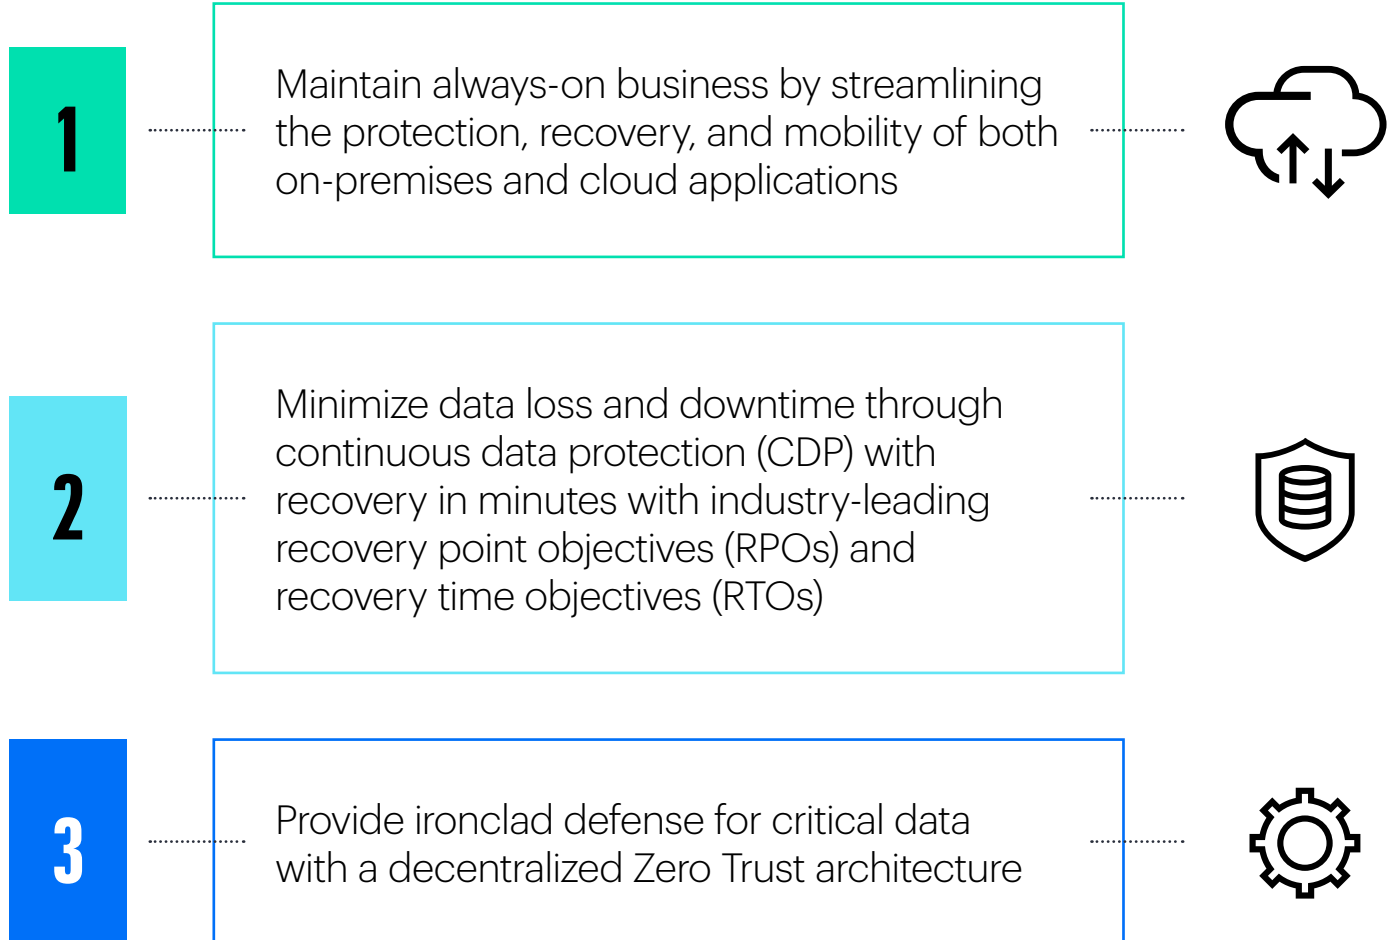 1
Maintain always-on business by streamlining
the protection, recovery, and mobility of both
on-premises and cloud applications
2
Minimize data loss and downtime through
continuous data protection (CDP) with
recovery in minutes with industry-leading
recovery point objectives (RPOs) and
recovery time objectives (RTOs)
3
Provide ironclad defense for critical data
with a decentralized Zero Trust architecture